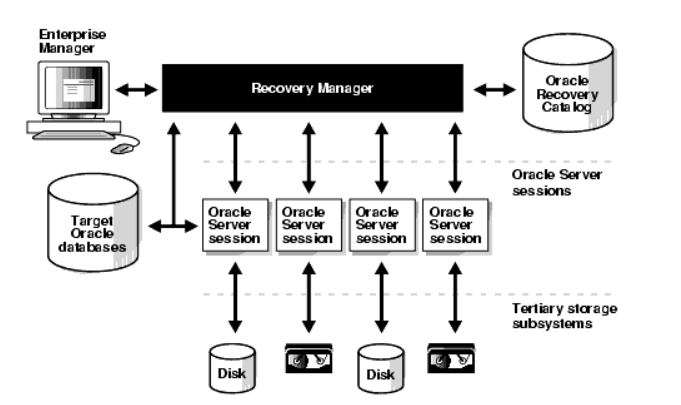 Enterprise
Manager
Recovery Manager
Oracle
Recovery
Catalog
Oracle Server
sessions
Target
Oracle
databases
Oracle
Server
session
Oracle
Server
session
Oracle
Server
session
Oracle
Server
session
Tertiary storage
subsystems
Disk
Disk